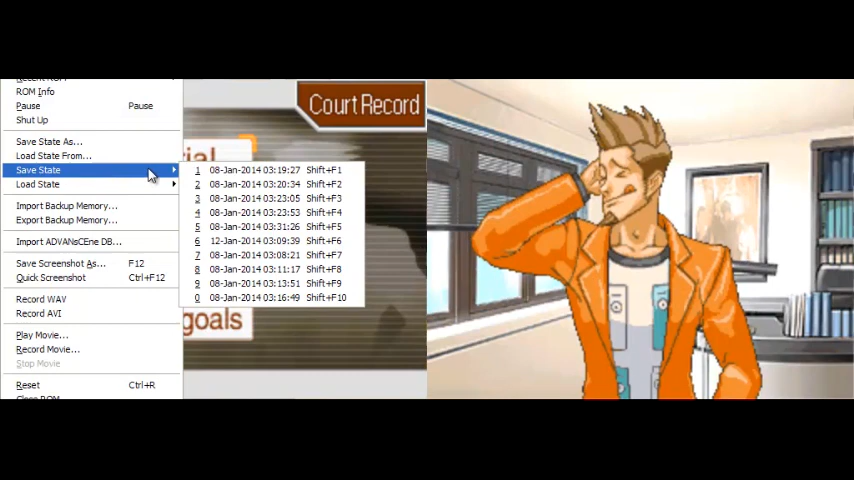 Recent ROM
ROM Info
Pause Pause
Shut Up
Save State As...
Load State From...
Save State
Load State
Import Backup Memory...
Export Backup Memory...
Import ADVANsCEne DB...
Save Screenshot As... F12
Quick Screenshot Ctrl+F12
Record WAV
Record AVI
Play Movie...
Record Movie...
Stop Movie
Reset Ctrl+R
Close ROM
1 08-Jan-2014 03:19:27 Shift+F1
2 08-Jan-2014 03:20:34 Shift+F2
3 08-Jan-2014 03:23:05 Shift+F3
4 08-Jan-2014 03:23:53 Shift+F4
5 08-Jan-2014 03:31:26 Shift+F5
6 12-Jan-2014 03:09:39 Shift+F6
7 08-Jan-2014 03:08:21 Shift+F7
8 08-Jan-2014 03:11:17 Shift+F8
9 08-Jan-2014 03:13:51 Shift+F9
0 08-Jan-2014 03:16:49 Shift+F10
Court Record
ial
goals